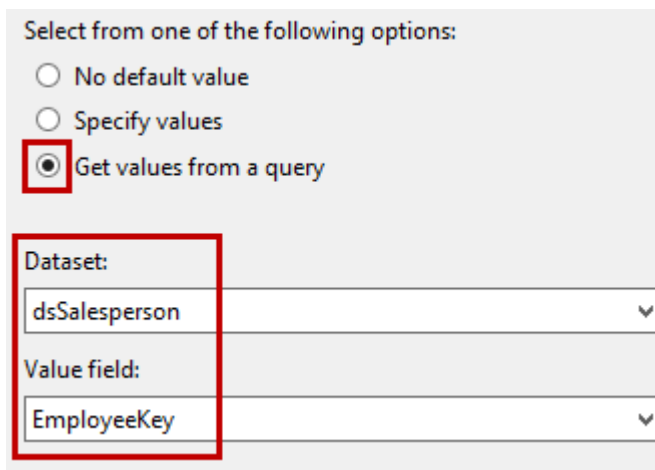 Select from one of the following options:
No default value
Specify values
Get values from a query
Dataset:
dsSalesperson
Value field:
EmployeeKey